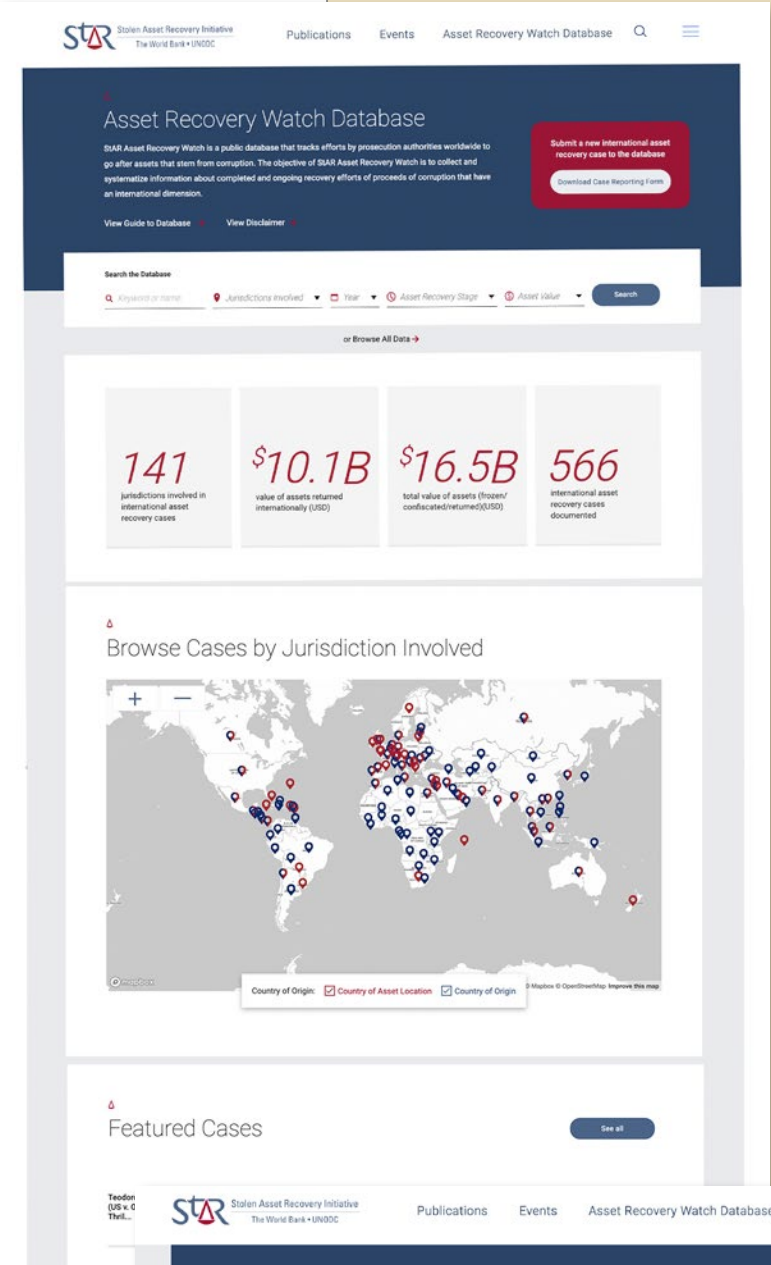 StAR Stolen Asset Recovery Initiative
The World Bank • UNODC
Publications Events Asset Recovery Watch Database
Asset Recovery Watch Database
StAR Asset Recovery Watch is a public database that tracks efforts by prosecution authorities worldwide to
go after assets that stem from corruption. The objective of StAR Asset Recovery Watch is to collect and
systematize information about completed and ongoing recovery efforts of proceeds of corruption that have
an international dimension.
View Guide to Database View Disclaimer
Submit a new international asset
recovery case to the database
Download Case Reporting Form
Search the Database
Keyword or name Jurisdictions involved Year Asset Recovery Stage Asset Value Search
or Browse All Data →
141
jurisdictions involved in
international asset
recovery cases
$10.1B
value of assets returned
internationally (USD)
$16.5B
total value of assets (frozen/
confiscated/returned)(USD)
566
international asset
recovery cases
documented
Browse Cases by Jurisdiction Involved
+ −
mapbox
© Mapbox © OpenStreetMap Improve this map
Country of Origin: Country of Asset Location Country of Origin
Featured Cases
See all
Teodor
(US v. 
Thril...
StAR Stolen Asset Recovery Initiative
The World Bank • UNODC
Publications Events Asset Recovery Watch Database